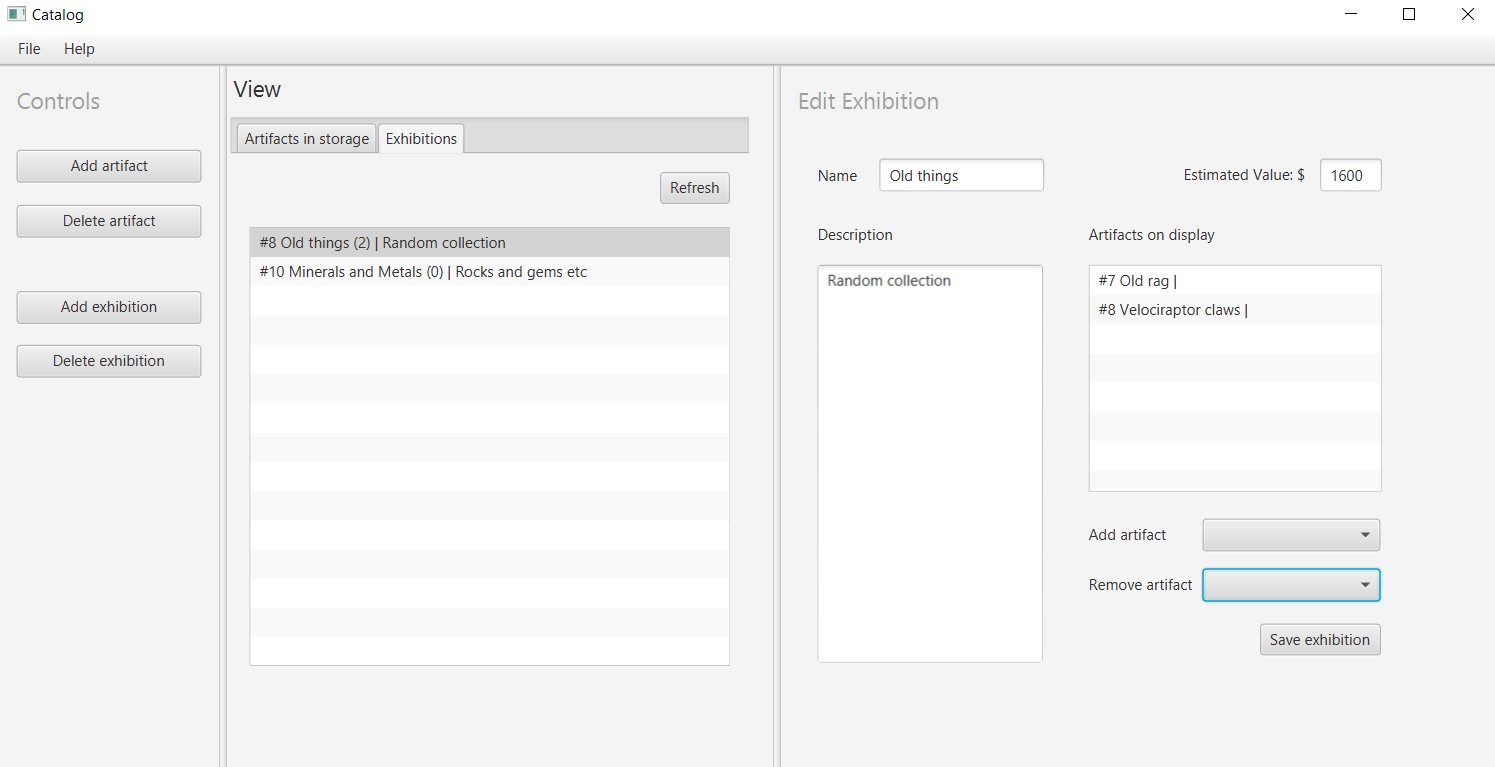 Catalog
File Help
Controls
Add artifact
Delete artifact
Add exhibition
Delete exhibition
View
Artifacts in storage Exhibitions
Refresh
#8 Old things (2) | Random collection
#10 Minerals and Metals (0) | Rocks and gems etc
Edit Exhibition
Name Old things
Estimated Value: $ 1600
Description
Random collection
Artifacts on display
#7 Old rag |
#8 Velociraptor claws |
Add artifact
Remove artifact
Save exhibition